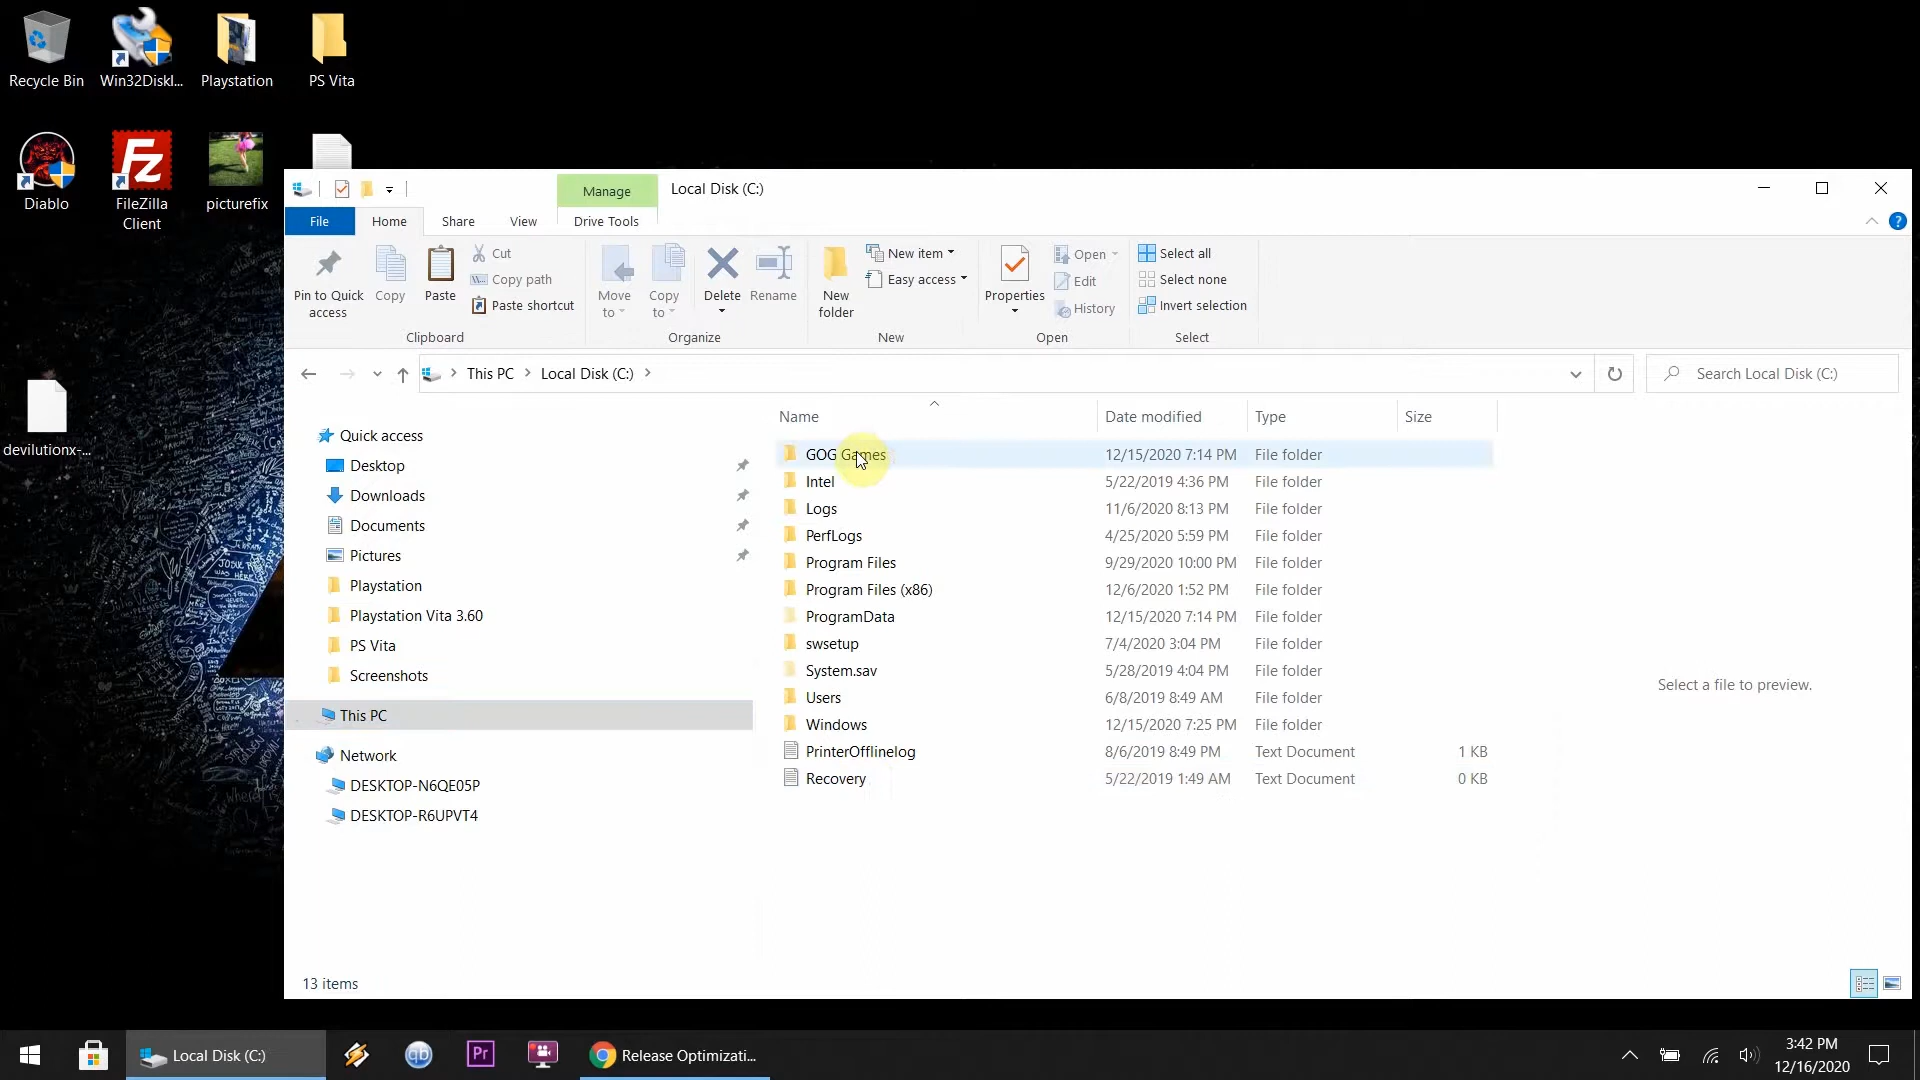 Recycle Bin
Win32DiskI...
Playstation
PS Vita
Diablo
FileZilla
Client
picturefix
devilutionx-...
Manage
Local Disk (C:)
File
Home
Share
View
Drive Tools
Pin to Quick
access
Copy
Paste
Cut
Copy path
Paste shortcut
Clipboard
Move
to
Copy
to
Delete
Rename
Organize
New
folder
New item
Easy access
New
Properties
Open
Edit
History
Open
Select all
Select none
Invert selection
Select
This PC
Local Disk (C:)
Search Local Disk (C:)
Quick access
Desktop
Downloads
Documents
Pictures
Playstation
Playstation Vita 3.60
PS Vita
Screenshots
This PC
Network
DESKTOP-N6QE05P
DESKTOP-R6UPVT4
Name Date modified Type Size
GOG Games 12/15/2020 7:14 PM File folder
Intel 5/22/2019 4:36 PM File folder
Logs 11/6/2020 8:13 PM File folder
PerfLogs 4/25/2020 5:59 PM File folder
Program Files 9/29/2020 10:00 PM File folder
Program Files (x86) 12/6/2020 1:52 PM File folder
ProgramData 12/15/2020 7:14 PM File folder
swsetup 7/4/2020 3:04 PM File folder
System.sav 5/28/2019 4:04 PM File folder
Users 6/8/2019 8:49 AM File folder
Windows 12/15/2020 7:25 PM File folder
PrinterOfflinelog 8/6/2019 8:49 PM Text Document 1 KB
Recovery 5/22/2019 1:49 AM Text Document 0 KB
Select a file to preview.
13 items
Local Disk (C:)
qb
Pr
Release Optimizati...
3:42 PM
12/16/2020